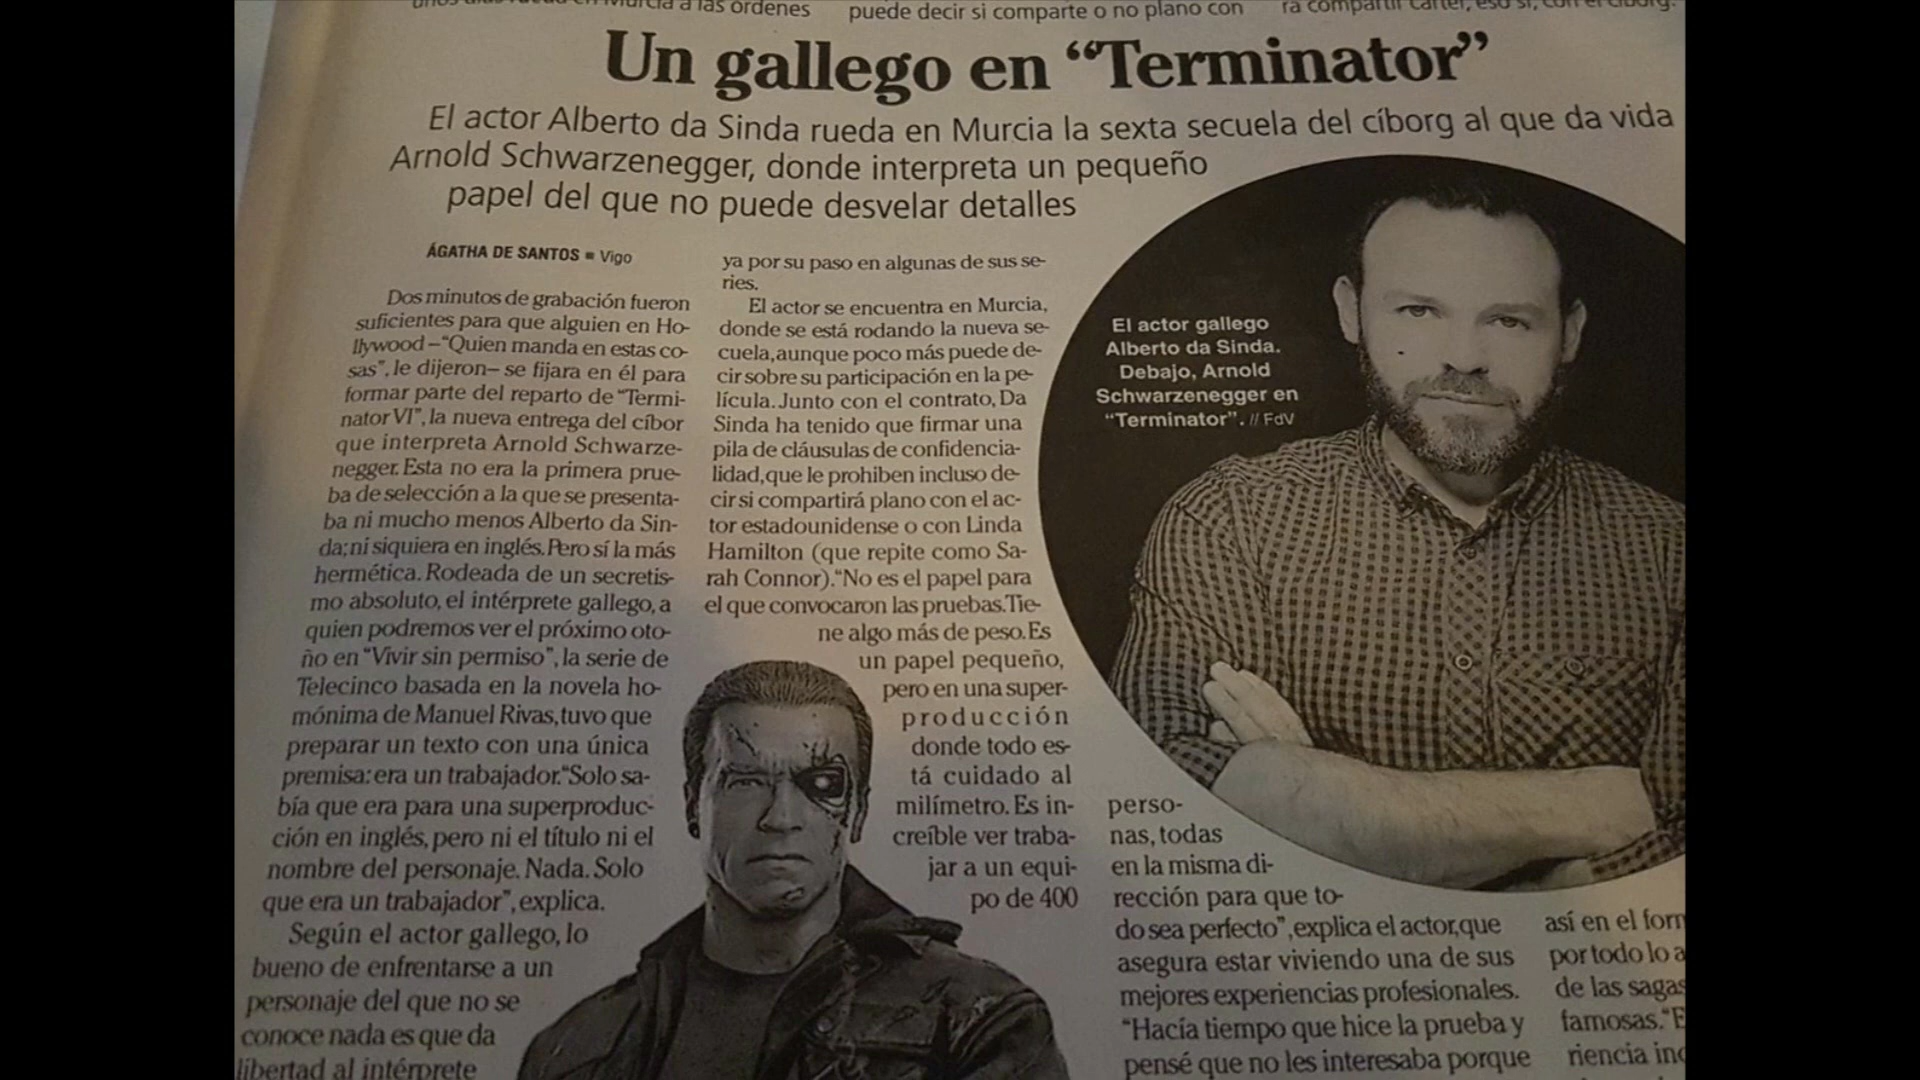 a las órdenes
puede decir si comparte o no plano con
Un gallego en “Terminator”
El actor Alberto da Sinda rueda en Murcia la sexta secuela del cíborg al que da vida
Arnold Schwarzenegger, donde interpreta un pequeño
papel del que no puede desvelar detalles
ÁGATHA DE SANTOS ■ Vigo
Dos minutos de grabación fueron
suficientes para que alguien en Ho-
llywood –“Quien manda en estas co-
sas”, le dijeron– se fijara en él para
formar parte del reparto de “Termi-
nator VI”, la nueva entrega del cíbor
que interpreta Arnold Schwarze-
negger. Esta no era la primera prue-
ba de selección a la que se presenta-
ba ni mucho menos Alberto da Sin-
da; ni siquiera en inglés. Pero sí la más
hermética. Rodeada de un secretis-
mo absoluto, el intérprete gallego, a
quien podremos ver el próximo oto-
ño en “Vivir sin permiso”, la serie de
Telecinco basada en la novela ho-
mónima de Manuel Rivas, tuvo que
preparar un texto con una única
premisa: era un trabajador. “Solo sa-
bía que era para una superproduc-
ción en inglés, pero ni el título ni el
nombre del personaje. Nada. Solo
que era un trabajador”, explica.
Según el actor gallego, lo
bueno de enfrentarse a un
personaje del que no se
conoce nada es que da
libertad al intérprete
ya por su paso en algunas de sus se-
ries.
El actor se encuentra en Murcia,
donde se está rodando la nueva se-
cuela, aunque poco más puede de-
cir sobre su participación en la pe-
lícula. Junto con el contrato, Da
Sinda ha tenido que firmar una
pila de cláusulas de confidencia-
lidad, que le prohiben incluso de-
cir si compartirá plano con el ac-
tor estadounidense o con Linda
Hamilton (que repite como Sa-
rah Connor). “No es el papel para
el que convocaron las pruebas. Tie-
ne algo más de peso. Es
un papel pequeño,
pero en una super-
producción
donde todo es-
tá cuidado al
milímetro. Es in-
creíble ver traba-
jar a un equi-
po de 400
El actor gallego
Alberto da Sinda.
Debajo, Arnold
Schwarzenegger en
“Terminator”. // FdV
perso-
nas, todas
en la misma di-
rección para que to-
do sea perfecto”, explica el actor, que
asegura estar viviendo una de sus
mejores experiencias profesionales.
“Hacía tiempo que hice la prueba y
pensé que no les interesaba porque
así en el
por todo lo
de las sagas
famosas.